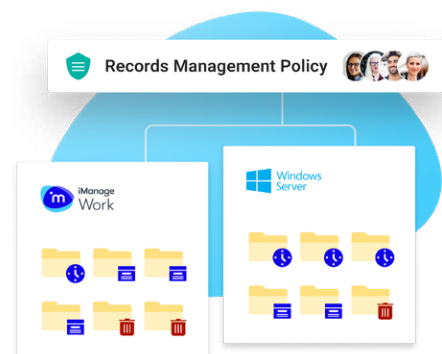 Records Management Policy
iManage
Work
Windows
Server